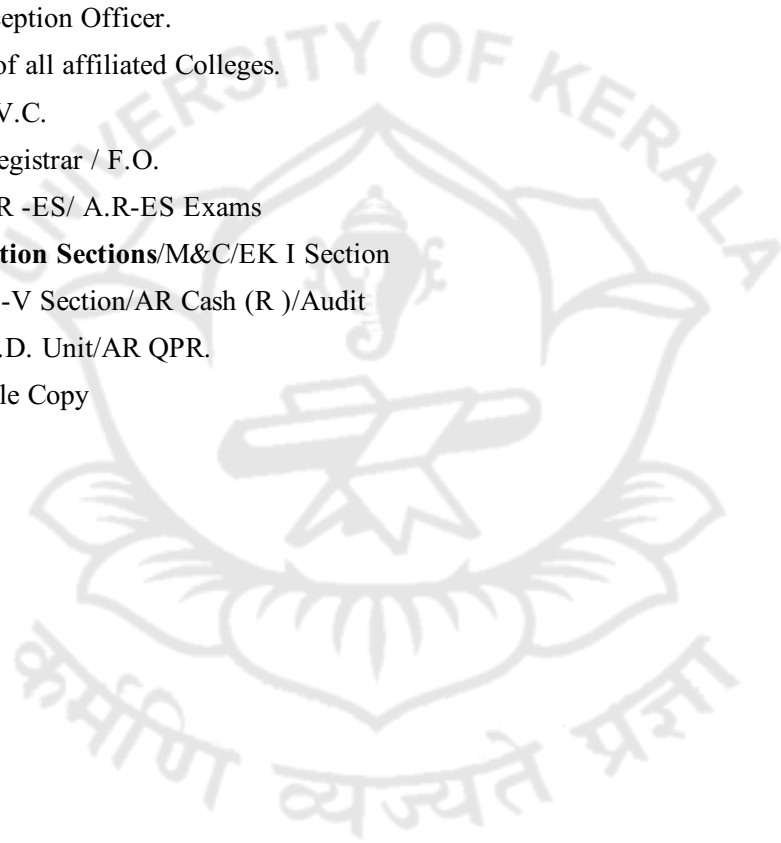 eption Officer.
of all affiliated Colleges.
V.C.
egistrar / F.O.
R -ES/ A.R-ES Exams
tion Sections/M&C/EK I Section
-V Section/AR Cash (R )/Audit
.D. Unit/AR QPR.
le Copy
UNIVERSITY OF KERALA
कर्मणि व्यज्यते प्रज्ञा